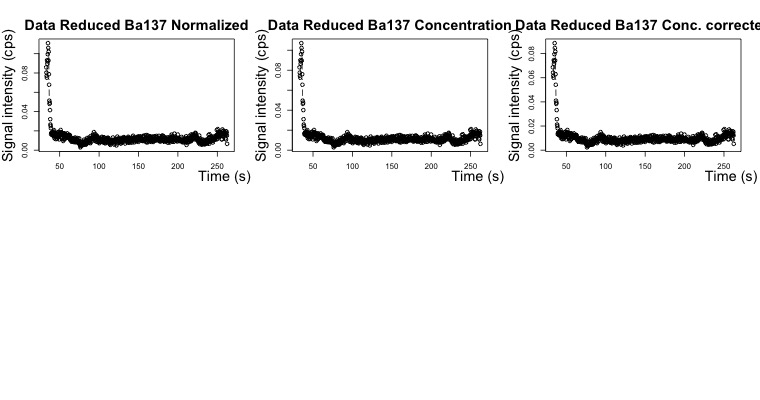 Data Reduced Ba137 Normalized
Signal intensity (cps)
0.00 0.04 0.08
50 100 150 200 250
Time (s)
Data Reduced Ba137 Concentration
Signal intensity (cps)
0.00 0.04 0.08
50 100 150 200 250
Time (s)
Data Reduced Ba137 Conc. correcte
Signal intensity (cps)
0.00 0.02 0.04 0.06 0.08
50 100 150 200 250
Time (s)